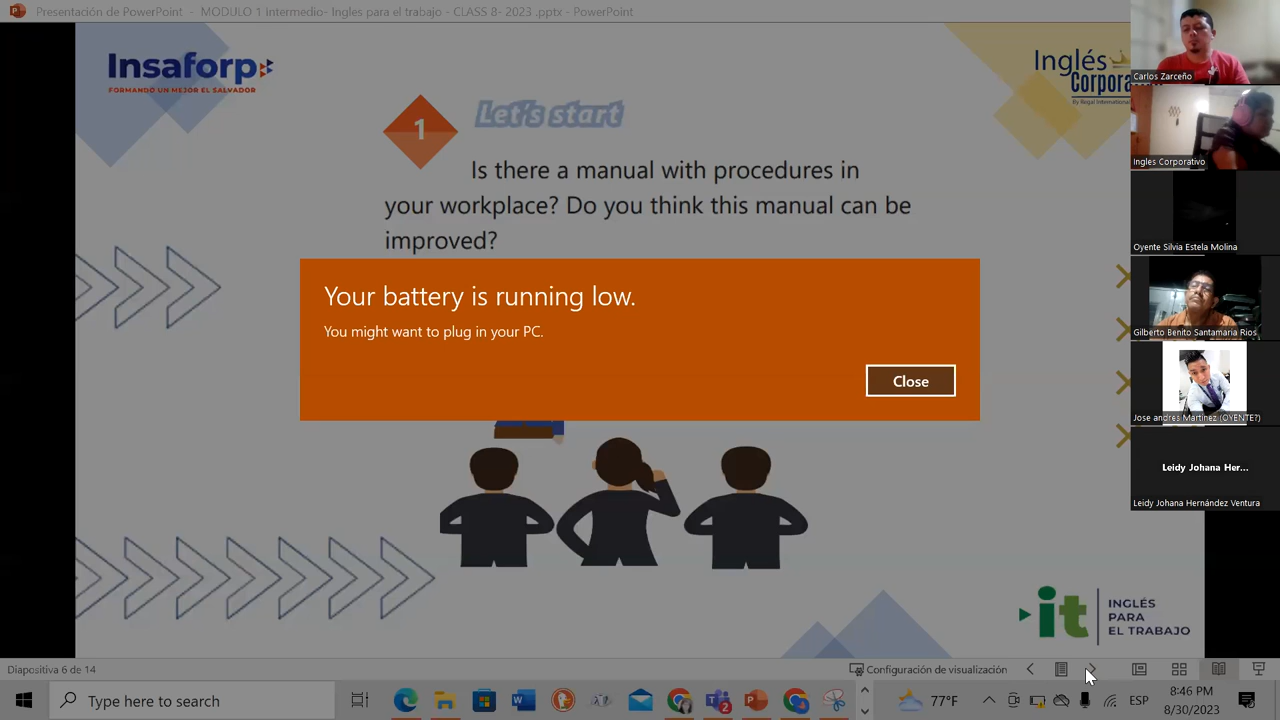 Presentación de PowerPoint - MODULO 1 Intermedio- Ingles para el trabajo - CLASS 8- 2023 .pptx - PowerPoint
Insaforp
FORMANDO UN MEJOR EL SALVADOR
Inglés
Corporativ
By Regal International
1
Let's start
Is there a manual with procedures in
your workplace? Do you think this manual can be
improved?
Your battery is running low.
You might want to plug in your PC.
Close
Carlos Zarceño
Ingles Corporativo
Oyente Silvia Estela Molina
Gilberto Benito Santamaria Rios
Jose andres Martinez (OYENTE?)
Leidy Johana Her...
Leidy Johana Hernández Ventura
it
INGLÉS
PARA
EL TRABAJO
Diapositiva 6 de 14
Configuración de visualización
Type here to search
77°F
ESP
8:46 PM
8/30/2023